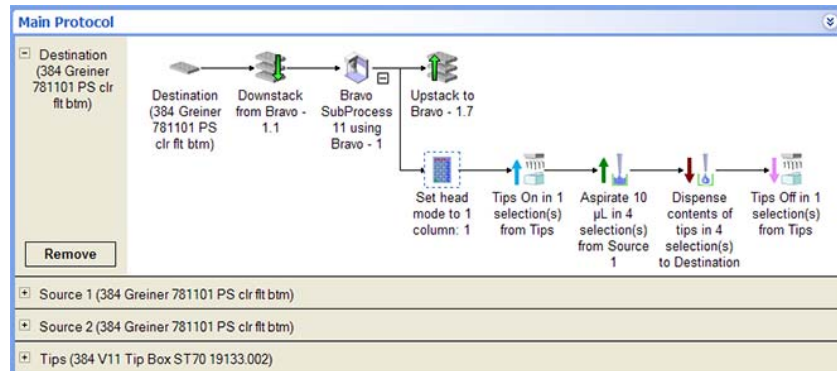 Main Protocol
Destination
(384 Greiner
781101 PS clr
flt btm)
Remove
Destination
(384 Greiner
781101 PS
clr flt btm)
Downstack
from Bravo -
1.1
Bravo
SubProcess
11 using
Bravo - 1
Upstack to
Bravo - 1.7
Set head
mode to 1
column: 1
Tips On in 1
selection(s)
from Tips
Aspirate 10
µL in 4
selection(s)
from Source
1
Dispense
contents of
tips in 4
selection(s)
to Destination
Tips Off in 1
selection(s)
from Tips
Source 1 (384 Greiner 781101 PS clr flt btm)
Source 2 (384 Greiner 781101 PS clr flt btm)
Tips (384 V11 Tip Box ST70 19133.002)